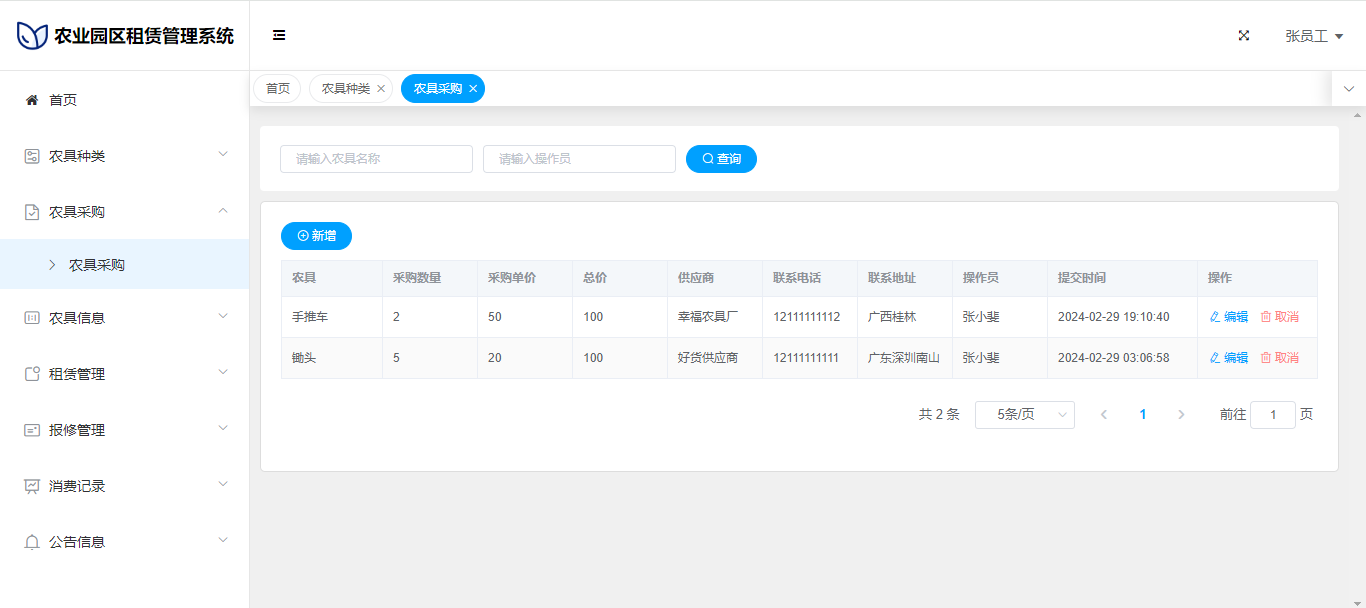 农业园区租赁管理系统
张员工
首页
农具种类
农具采购
农具采购
农具信息
租赁管理
报修管理
消费记录
公告信息
首页 农具种类 农具采购
请输入农具名称 请输入操作员 查询
新增
农具 采购数量 采购单价 总价 供应商 联系电话 联系地址 操作员 提交时间 操作
手推车 2 50 100 幸福农具厂 12111111112 广西桂林 张小斐 2024-02-29 19:10:40 编辑 取消
锄头 5 20 100 好货供应商 12111111111 广东深圳南山 张小斐 2024-02-29 03:06:58 编辑 取消
共 2 条 5条/页 1 前往 1 页